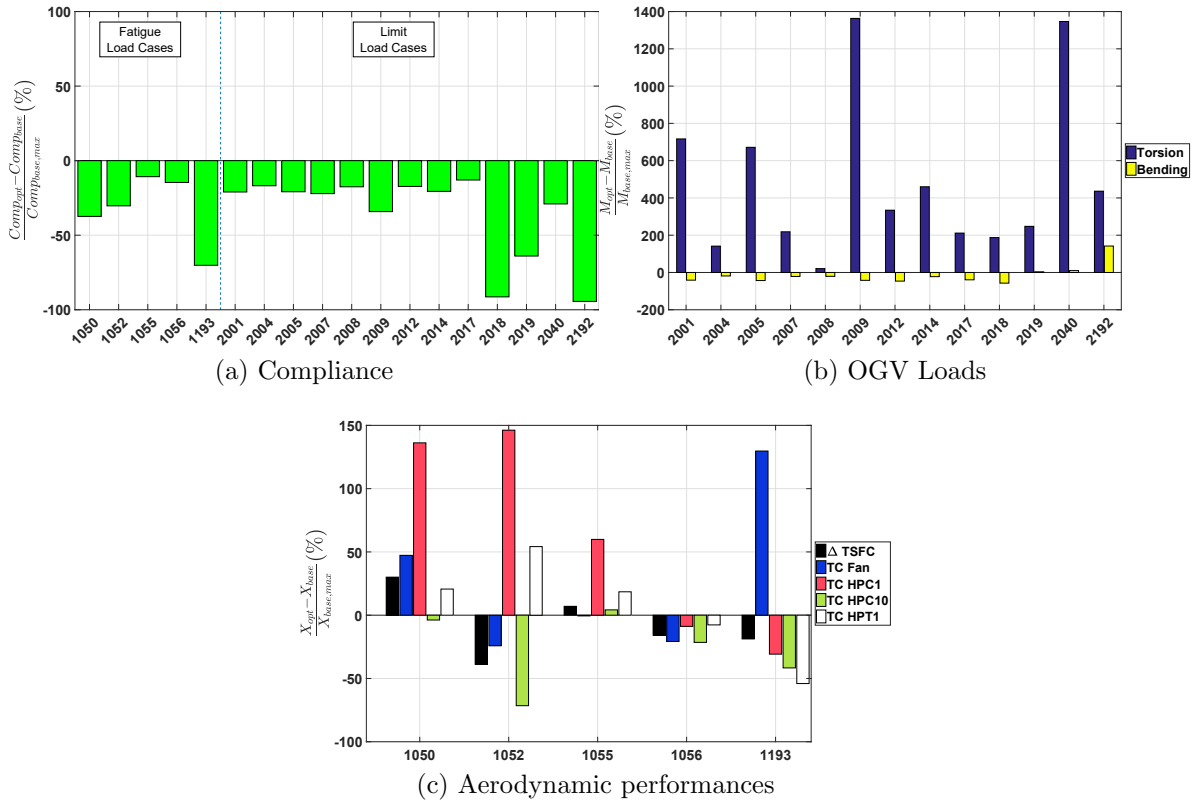 100
50
0
-50
-100
Comp_opt−Comp_base / Comp_base,max (%)
Fatigue
Load Cases
Limit
Load Cases
1050 1052 1055 1056 1193 2001 2004 2005 2007 2008 2009 2012 2014 2017 2018 2019 2040 2192
(a) Compliance
1400
1200
1000
800
600
400
200
0
-200
M_opt−M_base / M_base,max (%)
Torsion
Bending
2001 2004 2005 2007 2008 2009 2012 2014 2017 2018 2019 2040 2192
(b) OGV Loads
150
100
50
0
-50
-100
X_opt−X_base / X_base,max (%)
Δ TSFC
TC Fan
TC HPC1
TC HPC10
TC HPT1
1050 1052 1055 1056 1193
(c) Aerodynamic performances